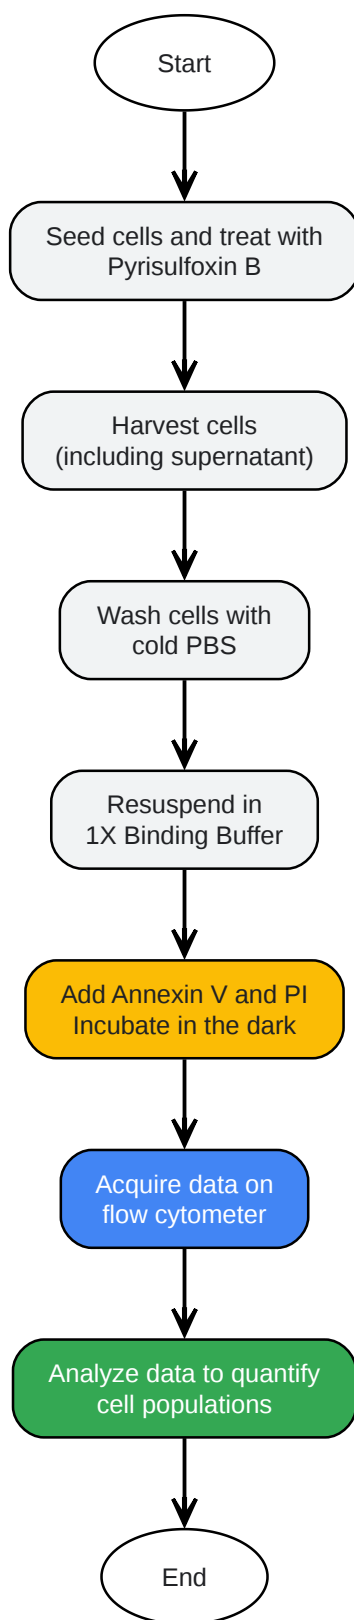 Start
Seed cells and treat with
Pyrisulfoxin B
Harvest cells
(including supernatant)
Wash cells with
cold PBS
Resuspend in
1X Binding Buffer
Add Annexin V and PI
Incubate in the dark
Acquire data on
flow cytometer
Analyze data to quantify
cell populations
End